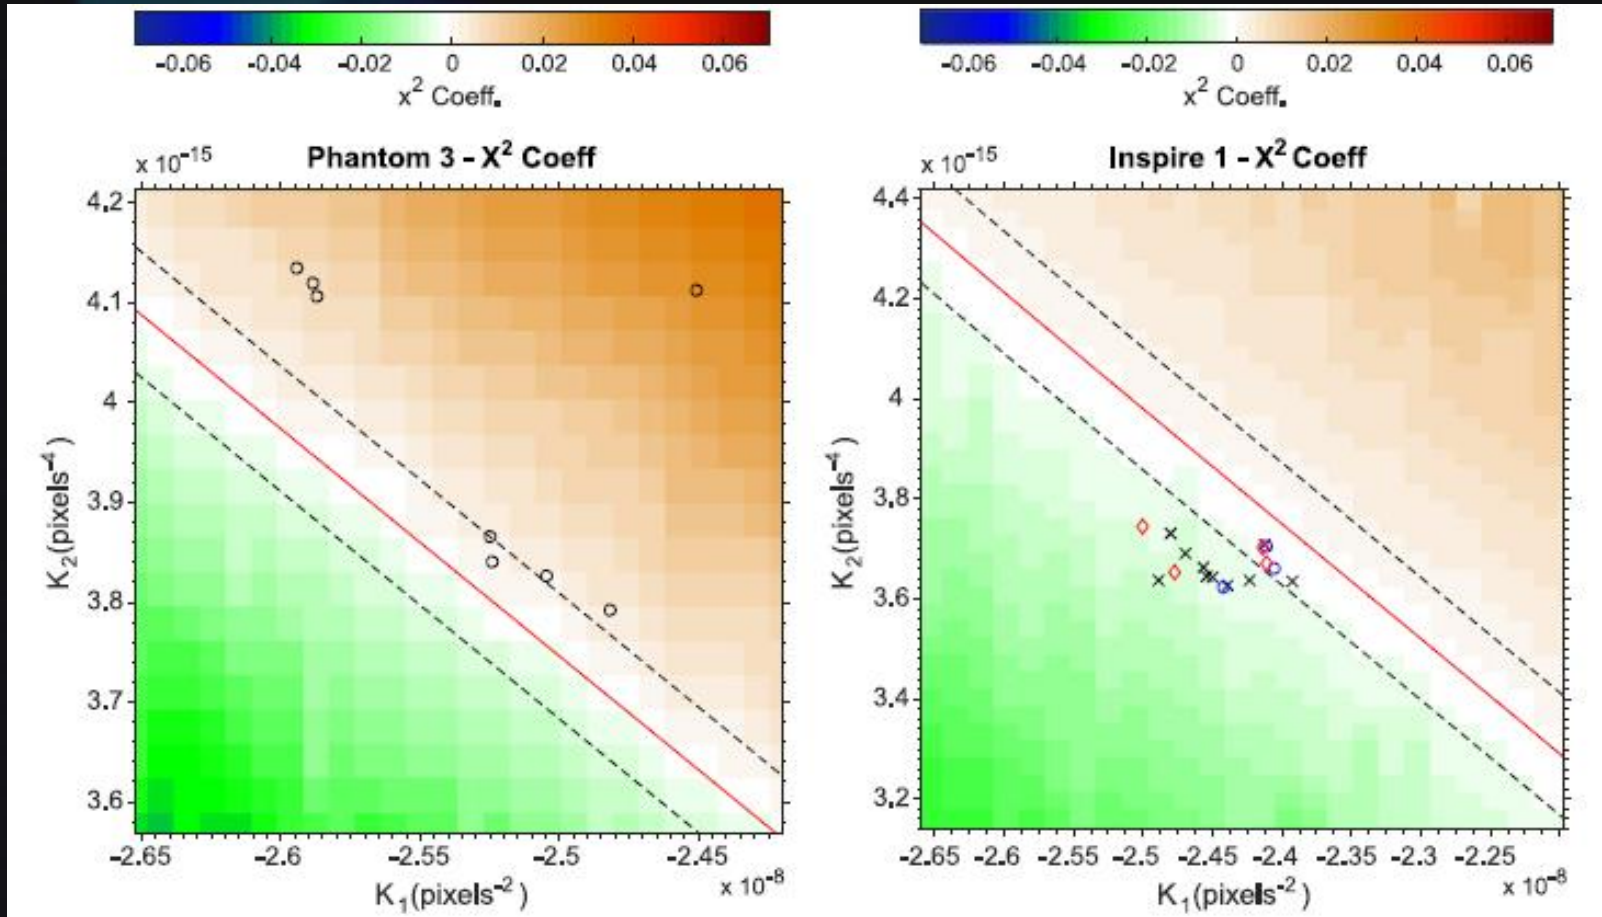 -0.06 -0.04 -0.02 0 0.02 0.04 0.06
x² Coeff.
x 10⁻¹⁵
Phantom 3 - X² Coeff
4.2
4.1
4
3.9
3.8
3.7
3.6
K₂(pixels⁻⁴)
-2.65 -2.6 -2.55 -2.5 -2.45
K₁(pixels⁻²)
x 10⁻⁸
-0.06 -0.04 -0.02 0 0.02 0.04 0.06
x² Coeff.
x 10⁻¹⁵
Inspire 1 - X² Coeff
4.4
4.2
4
3.8
3.6
3.4
3.2
K₂(pixels⁻⁴)
-2.65 -2.6 -2.55 -2.5 -2.45 -2.4 -2.35 -2.3 -2.25
K₁(pixels⁻²)
x 10⁻⁸